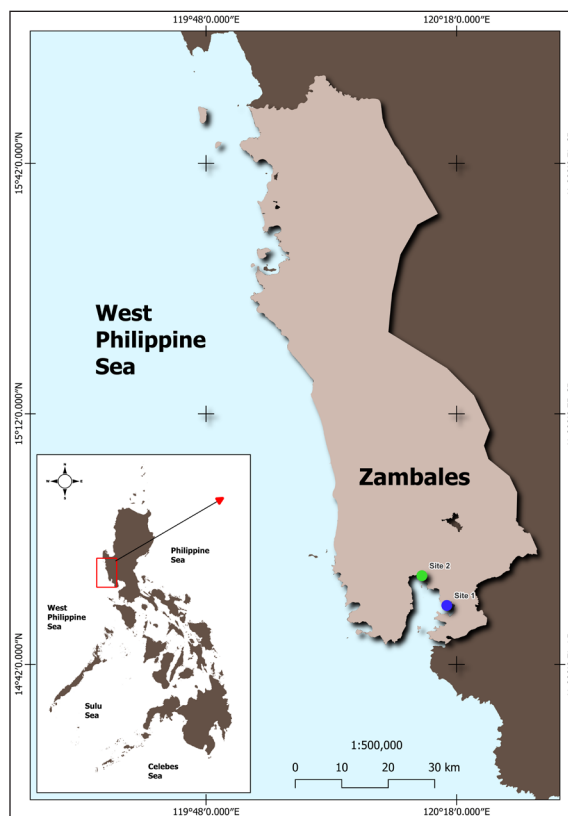 119°48'0.000"E
120°18'0.000"E
15°42'0.000"N
West
Philippine
Sea
15°12'0.000"N
Zambales
N
W
E
S
Philippine
Sea
Site 2
Site 1
West
Philippine Sea
14°42'0.000"N
Sulu
Sea
Celebes
Sea
1:500,000
0 10 20 30 km
119°48'0.000"E
120°18'0.000"E